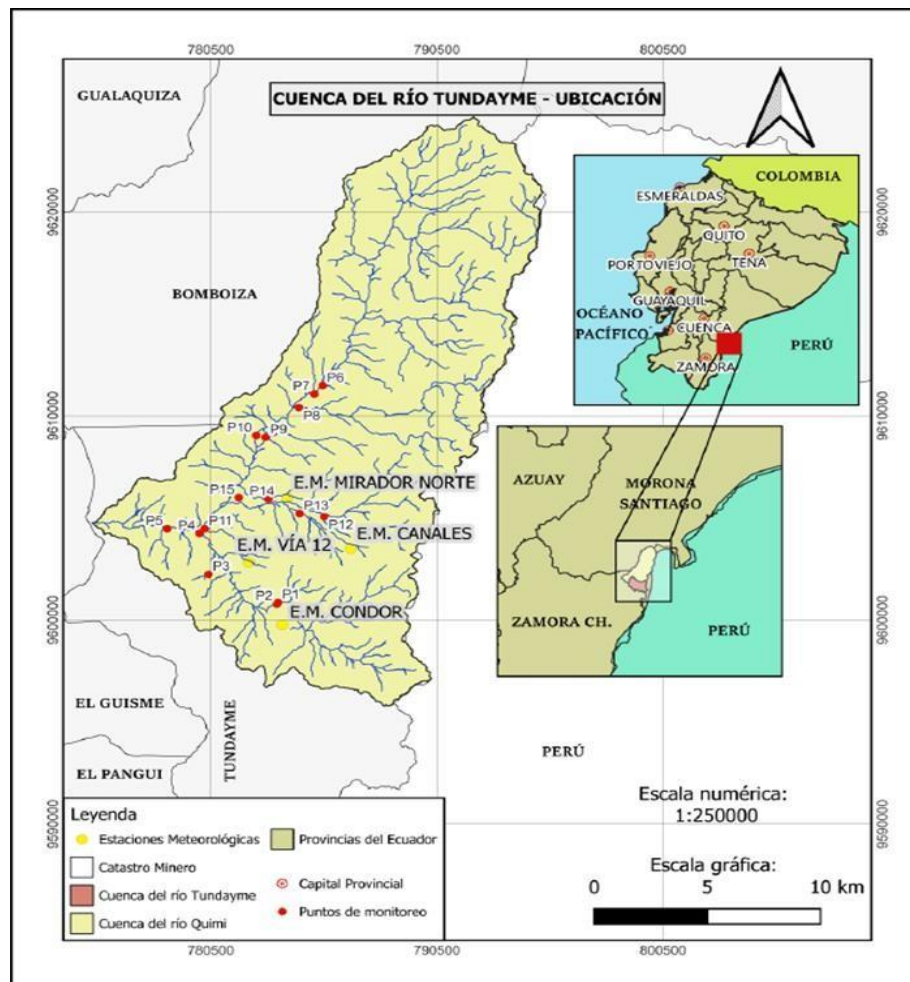 780500
790500
800500
GUALAQUIZA
CUENCA DEL RÍO TUNDAYME - UBICACIÓN
COLOMBIA
ESMERALDAS
QUITO
TENA
PORTOVIEJO
GUAYAQUIL
OCÉANO
PACÍFICO
CUENCA
ZAMORA
PERÚ
9620000
9620000
BOMBOIZA
P7
P6
P8
P10
P9
9610000
9610000
AZUAY
MORONA
SANTIAGO
ZAMORA CH.
PERÚ
E.M. MIRADOR NORTE
P15
P14
P13
P12
E.M. CANALES
P5
P4
P11
E.M. VÍA 12
P3
P2
P1
E.M. CONDOR
9600000
9600000
EL GUISME
TUNDAYME
EL PANGUI
PERÚ
Leyenda
Estaciones Meteorológicas
Catastro Minero
Cuenca del río Tundayme
Cuenca del río Quimi
Provincias del Ecuador
Capital Provincial
Puntos de monitoreo
Escala numérica:
1:250000
Escala gráfica:
0 5 10 km
9590000
9590000
780500
790500
800500